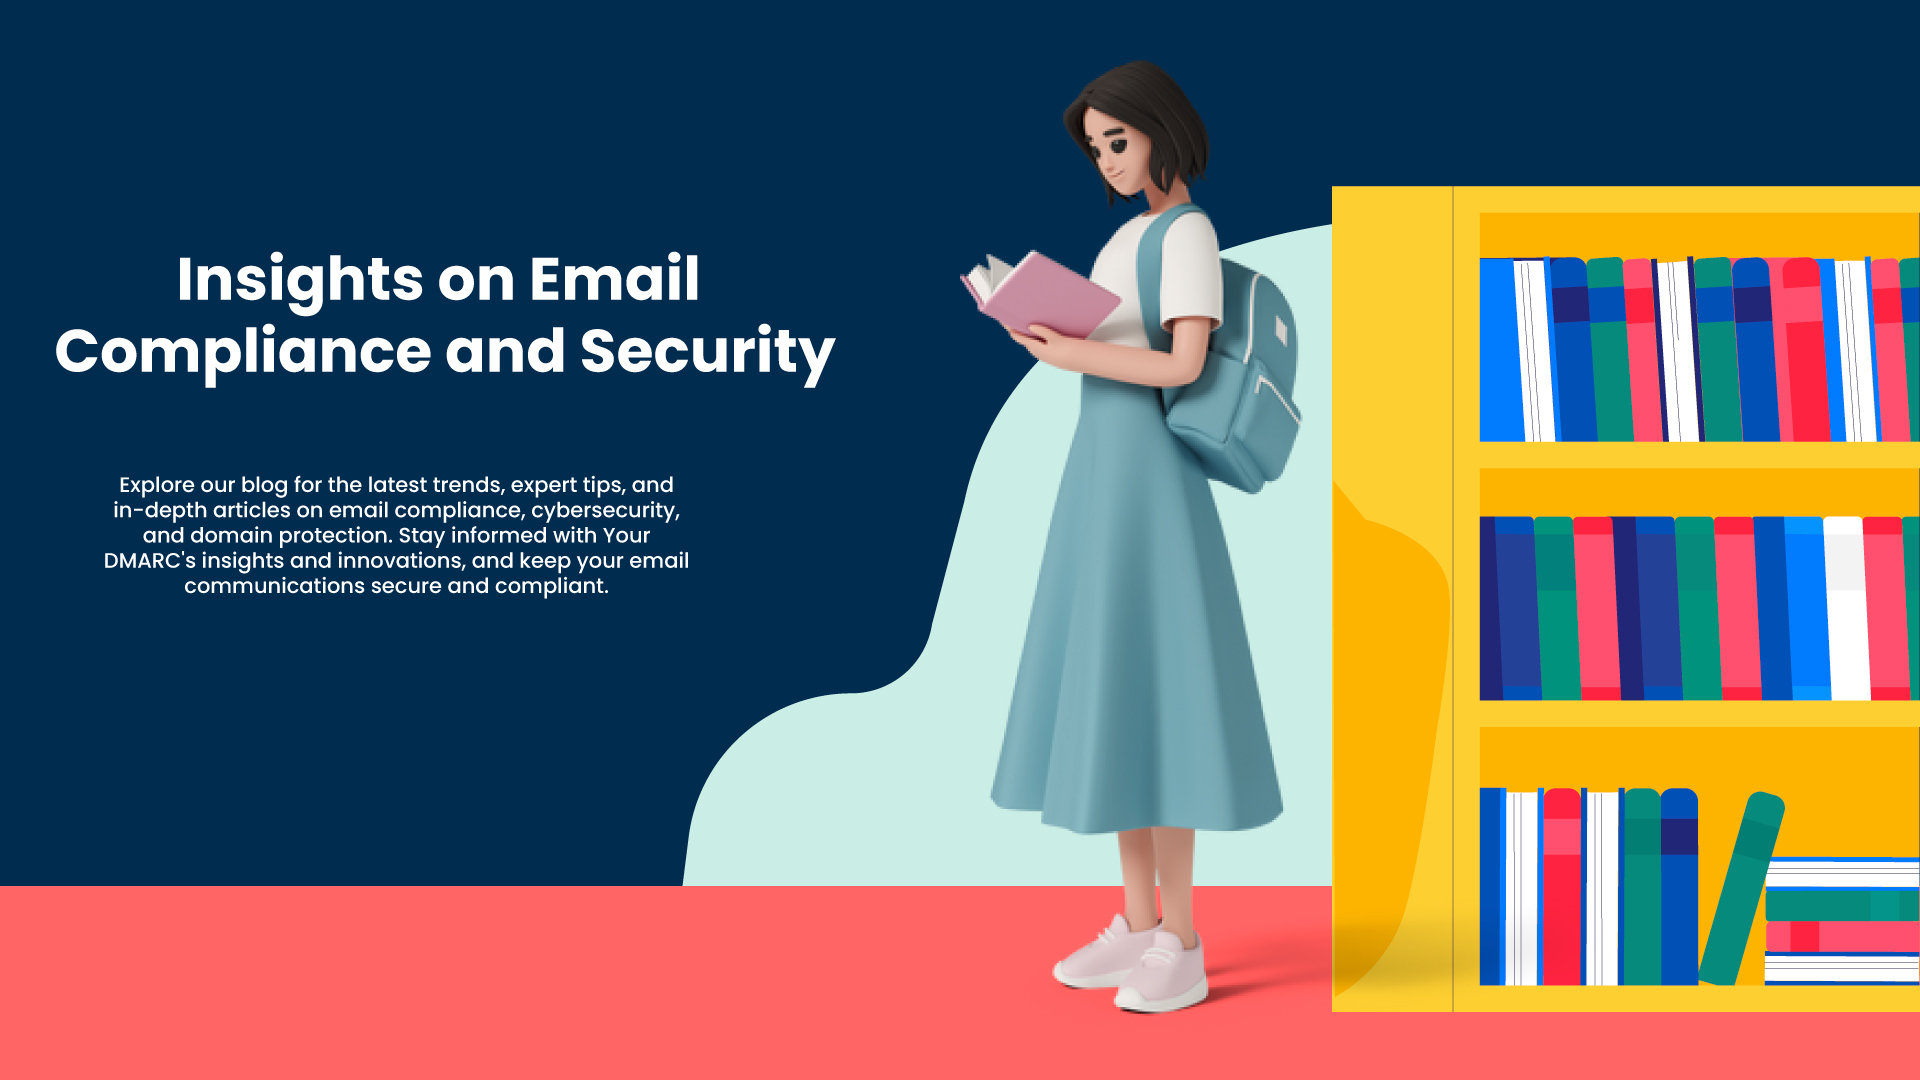 Insights on Email
Compliance and Security
Explore our blog for the latest trends, expert tips, and
in-depth articles on email compliance, cybersecurity,
and domain protection. Stay informed with Your
DMARC's insights and innovations, and keep your email
communications secure and compliant.